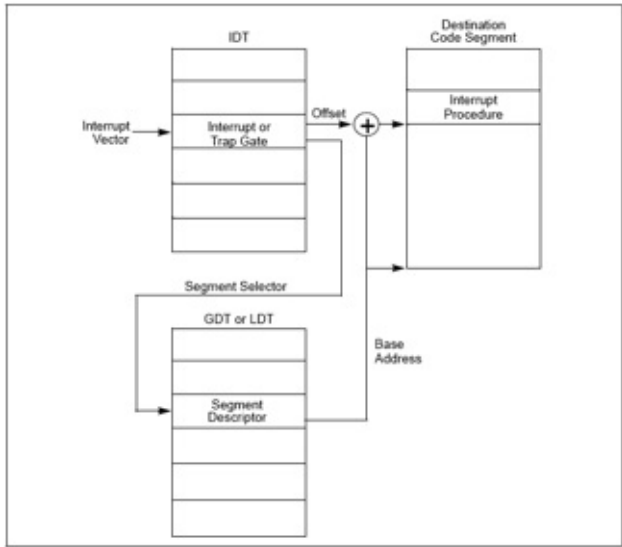 IDT
Destination
Code Segment
Interrupt
Vector
Interrupt or
Trap Gate
Offset
+
Interrupt
Procedure
Segment Selector
GDT or LDT
Base
Address
Segment
Descriptor